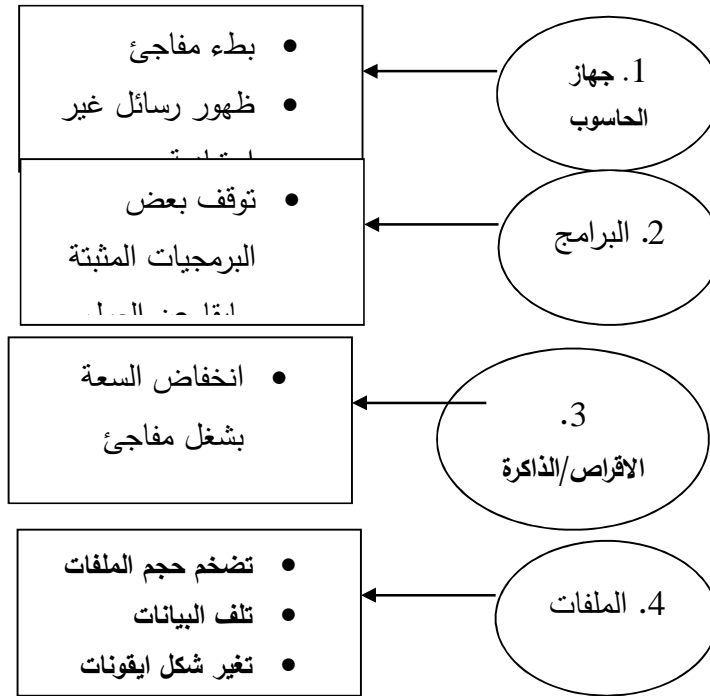 1. جهاز
الحاسوب
• بطء مفاجئ
• ظهور رسائل غير
2. البرامج
• توقف بعض
البرمجيات المثبتة
3.
الاقراص/الذاكرة
• انخفاض السعة
بشغل مفاجئ
4. الملفات
• تضخم حجم الملفات
• تلف البيانات
• تغير شكل ايقونات